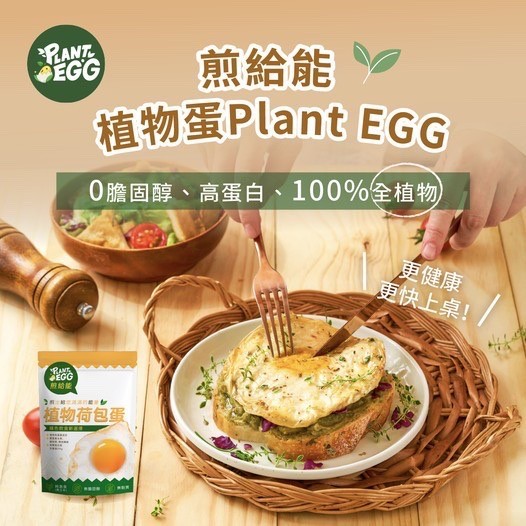 PLANT EGG
煎給能
植物蛋Plant EGG
0膽固醇、高蛋白、100%全植物
更健康
更快上桌!
PLANT EGG
煎給能
植物荷包蛋